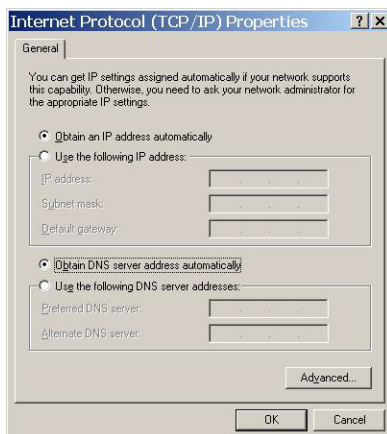 Internet Protocol (TCP/IP) Properties
General
You can get IP settings assigned automatically if your network supports
this capability. Otherwise, you need to ask your network administrator for
the appropriate IP settings.
Obtain an IP address automatically
Use the following IP address:
IP address:
Subnet mask:
Default gateway:
Obtain DNS server address automatically
Use the following DNS server addresses:
Preferred DNS server:
Alternate DNS server:
Advanced...
OK Cancel